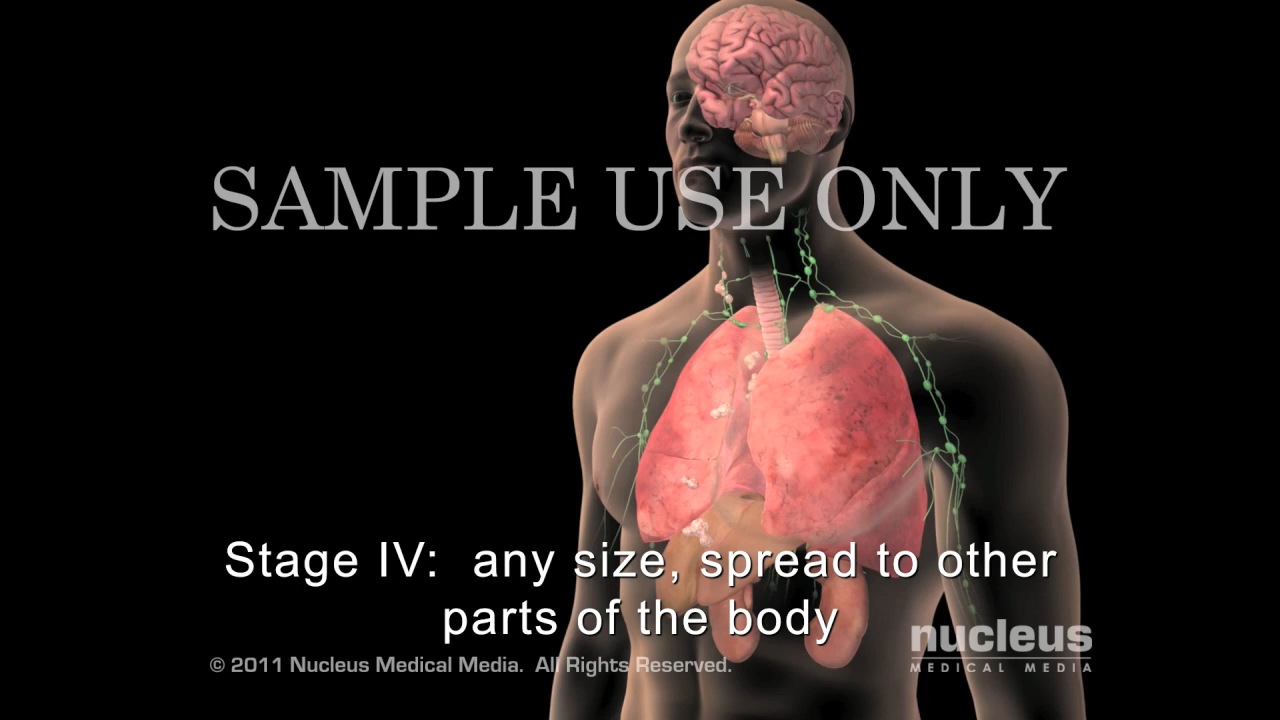 SAMPLE USE ONLY
Stage IV:  any size, spread to other
parts of the body
nucleus
MEDICAL MEDIA
© 2011 Nucleus Medical Media.  All Rights Reserved.